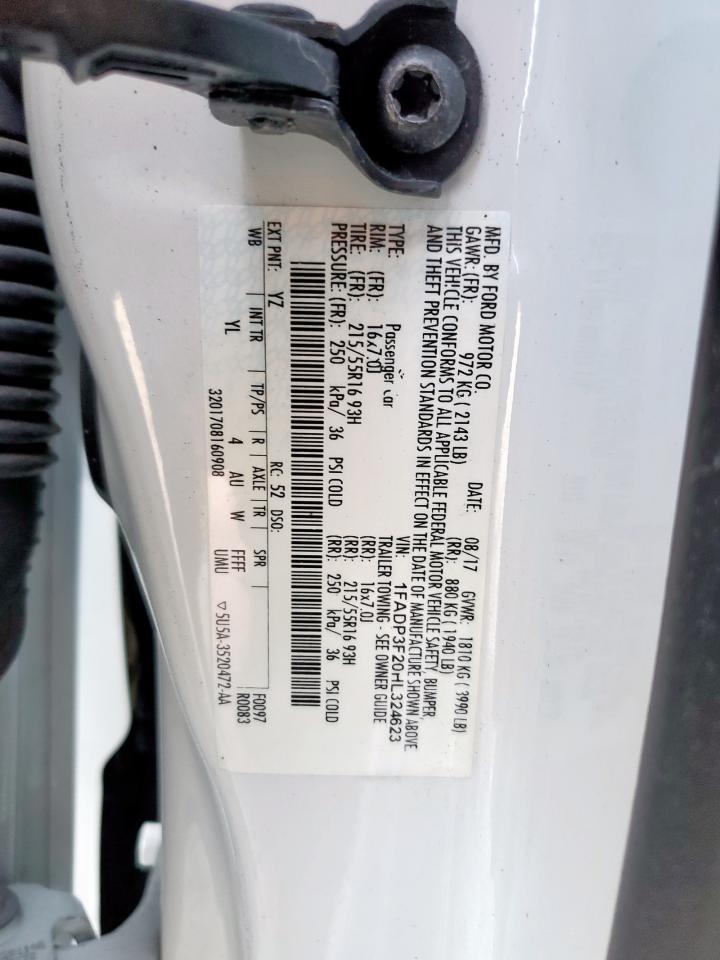 MFD. BY FORD MOTOR CO.
DATE: 08/17 GVWR: 1810 KG ( 3990 LB)
GAWR: (FR): 972 KG ( 2143 LB) (RR): 880 KG ( 1940 LB)
THIS VEHICLE CONFORMS TO ALL APPLICABLE FEDERAL MOTOR VEHICLE SAFETY, BUMPER,
AND THEFT PREVENTION STANDARDS IN EFFECT ON THE DATE OF MANUFACTURE SHOWN ABOVE.
VIN: 1FADP3F20HL324623
TYPE: Passenger Car TRAILER TOWING - SEE OWNER GUIDE
RIM: (FR): 16x7.0J (RR): 16x7.0J
TIRE: (FR): 215/55R16 93H (RR): 215/55R16 93H
PRESSURE: (FR): 250 kPa/ 36 PSI COLD (RR): 250 kPa/ 36 PSI COLD
EXT PNT: YZ RC: 52 DSO: F0097
WB INT TR TP/PS R AXLE TR SPR R0083
YL 4 AU W FFFF
3201708160908 UMU ▽5U5A-3520472-AA